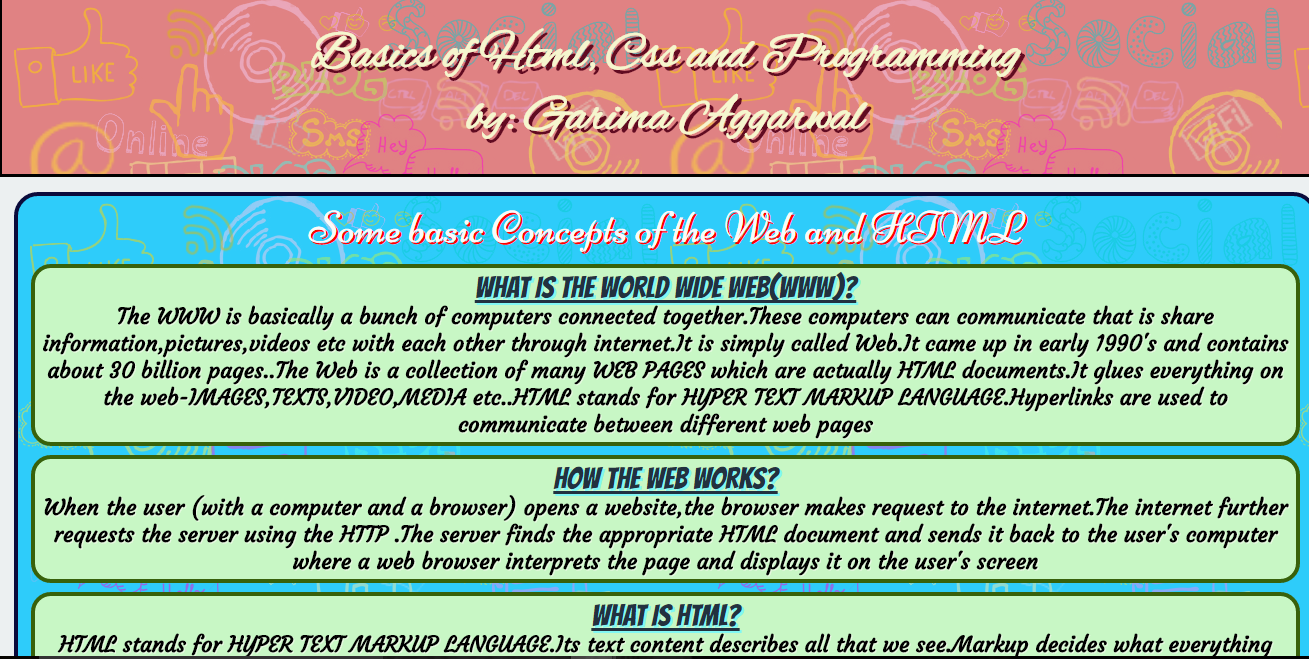 Basics of Html, Css and Programming
by: Garima Aggarwal
LIKE
Online
Sms
Hey
Social
WiFi
Some basic Concepts of the Web and HTML
WHAT IS THE WORLD WIDE WEB(WWW)?
The WWW is basically a bunch of computers connected together.These computers can communicate that is share
information,pictures,videos etc with each other through internet.It is simply called Web.It came up in early 1990's and contains
about 30 billion pages..The Web is a collection of many WEB PAGES which are actually HTML documents.It glues everything on
the web-IMAGES,TEXTS,VIDEO,MEDIA etc..HTML stands for HYPER TEXT MARKUP LANGUAGE.Hyperlinks are used to
communicate between different web pages
HOW THE WEB WORKS?
When the user (with a computer and a browser) opens a website,the browser makes request to the internet.The internet further
requests the server using the HTTP .The server finds the appropriate HTML document and sends it back to the user's computer
where a web browser interprets the page and displays it on the user's screen
WHAT IS HTML?
HTML stands for HYPER TEXT MARKUP LANGUAGE.Its text content describes all that we see.Markup decides what everything